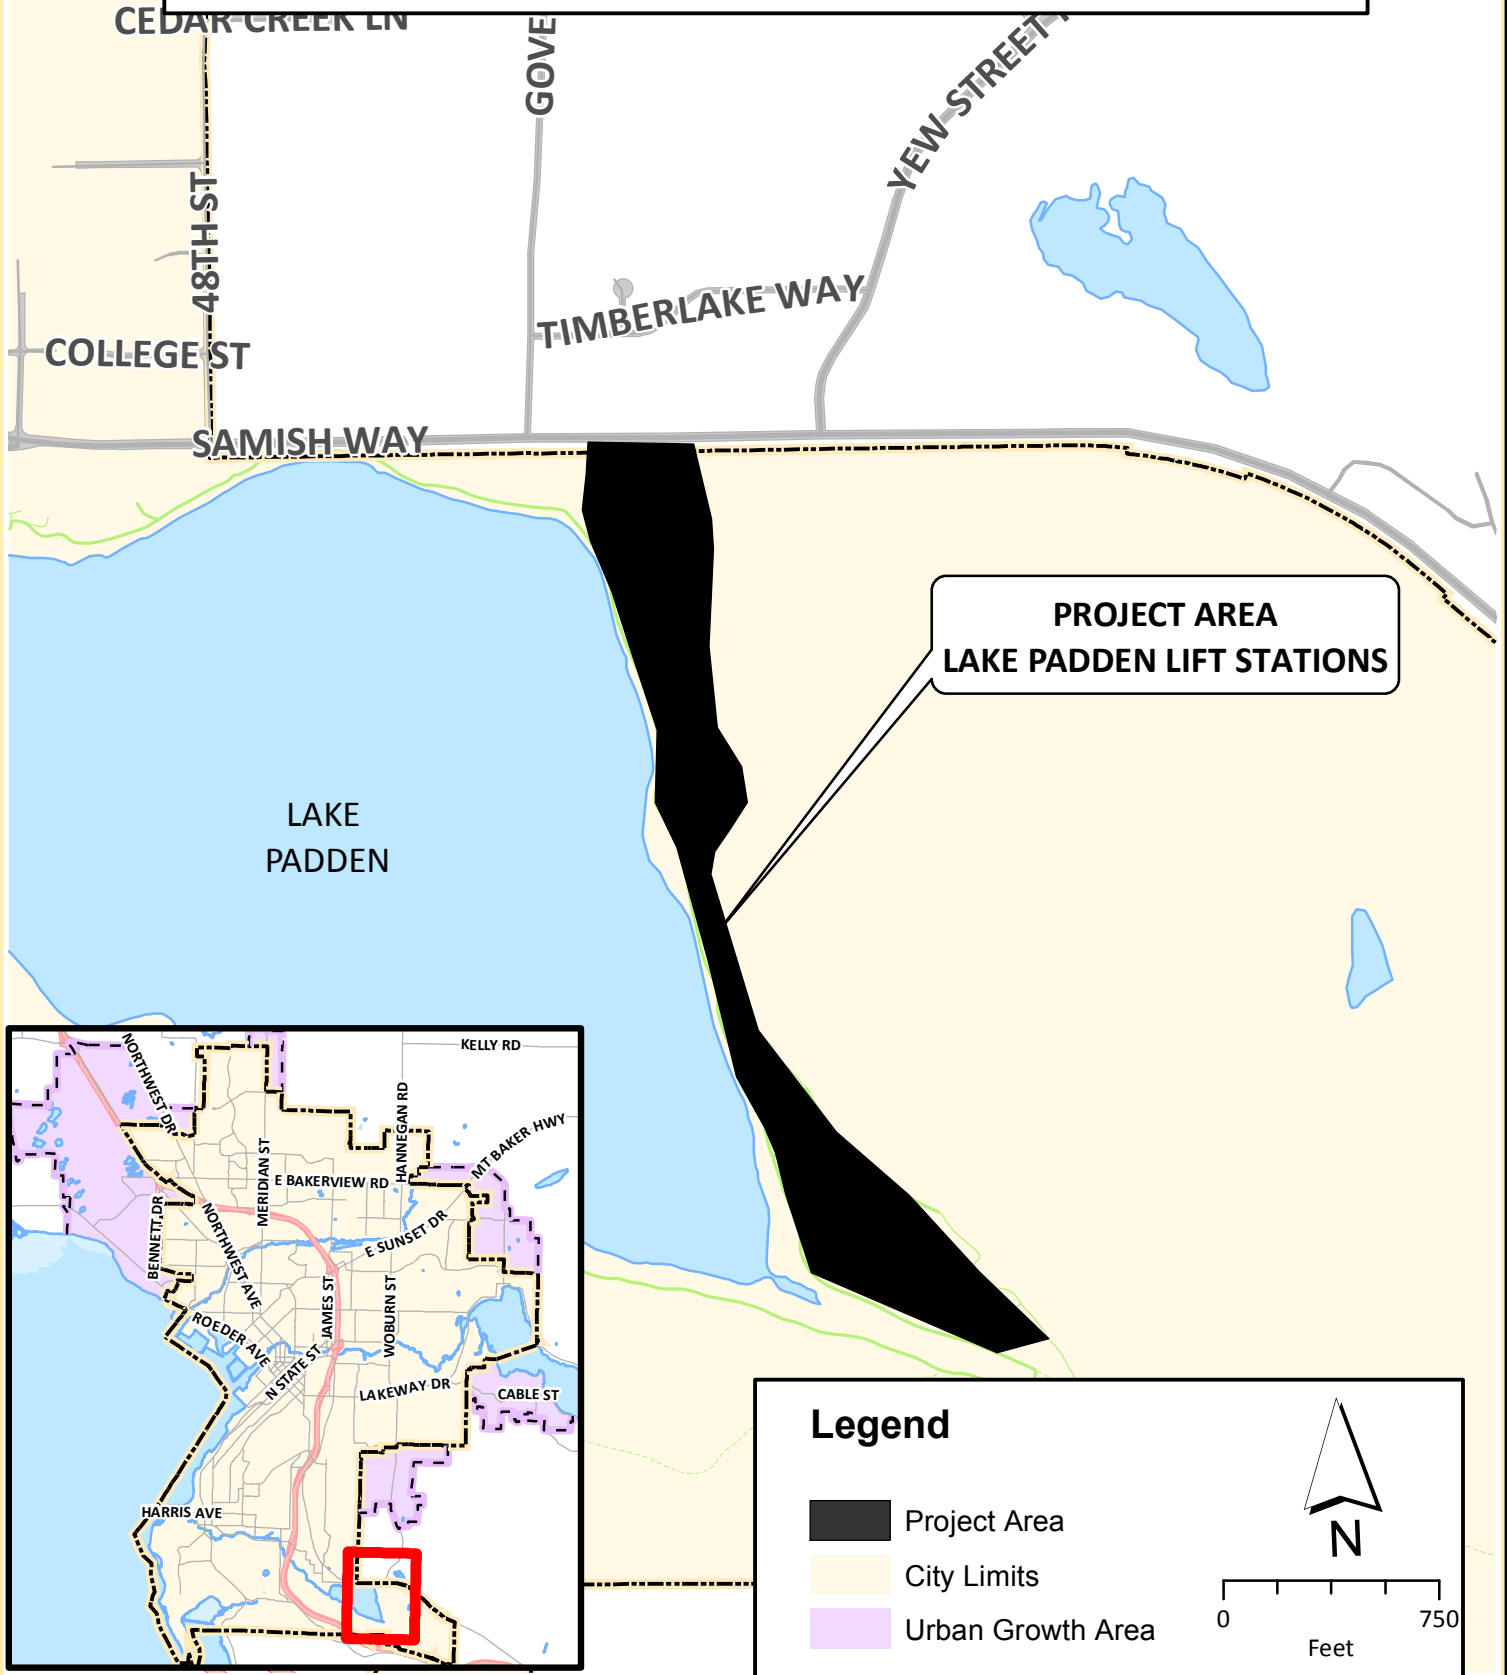 CEDAR CREEK LN
GOVE
YEW STREET
48TH ST
TIMBERLAKE WAY
COLLEGE ST
SAMISH WAY
PROJECT AREA
LAKE PADDEN LIFT STATIONS
LAKE
PADDEN
KELLY RD
NORTHWEST DR
HANNEGAN RD
MT BAKER HWY
MERIDIAN ST
E BAKERVIEW RD
BENNETT DR
NORTHWEST AVE
E SUNSET DR
JAMES ST
WOBURN ST
ROEDER AVE
N STATE ST
LAKEWAY DR
CABLE ST
HARRIS AVE
Legend
Project Area
City Limits
Urban Growth Area
N
0 750
Feet